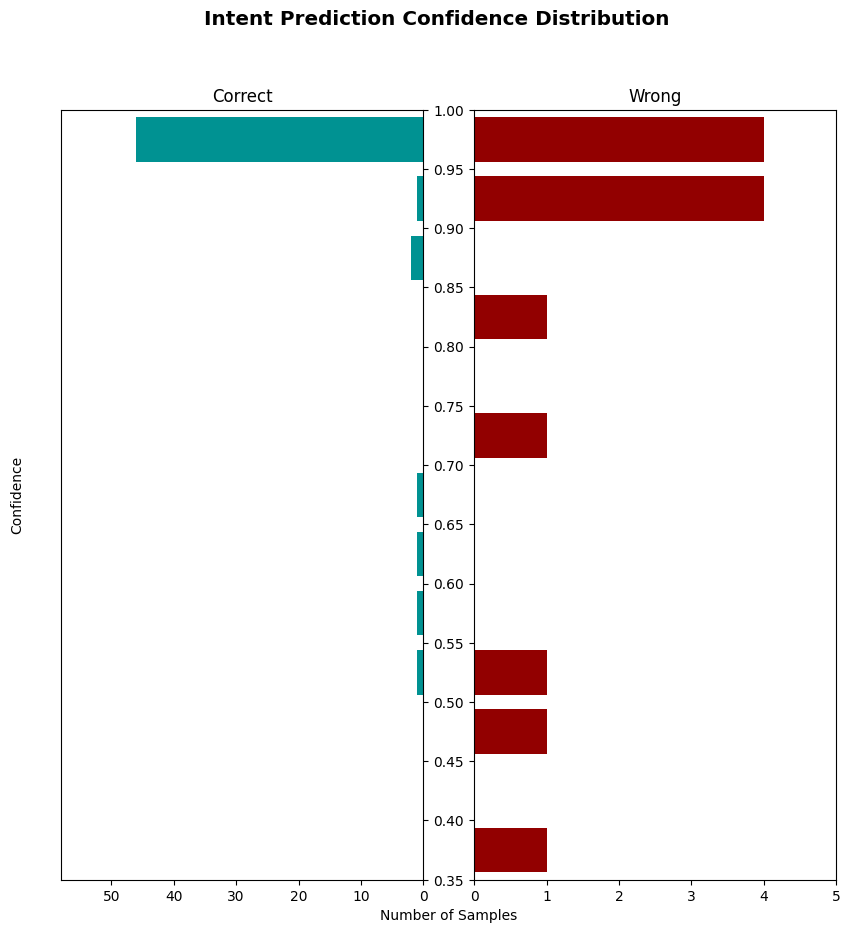 Intent Prediction Confidence Distribution
Correct
Wrong
1.00
0.95
0.90
0.85
0.80
0.75
0.70
0.65
0.60
0.55
0.50
0.45
0.40
0.35
Confidence
50 40 30 20 10 0
0 1 2 3 4 5
Number of Samples